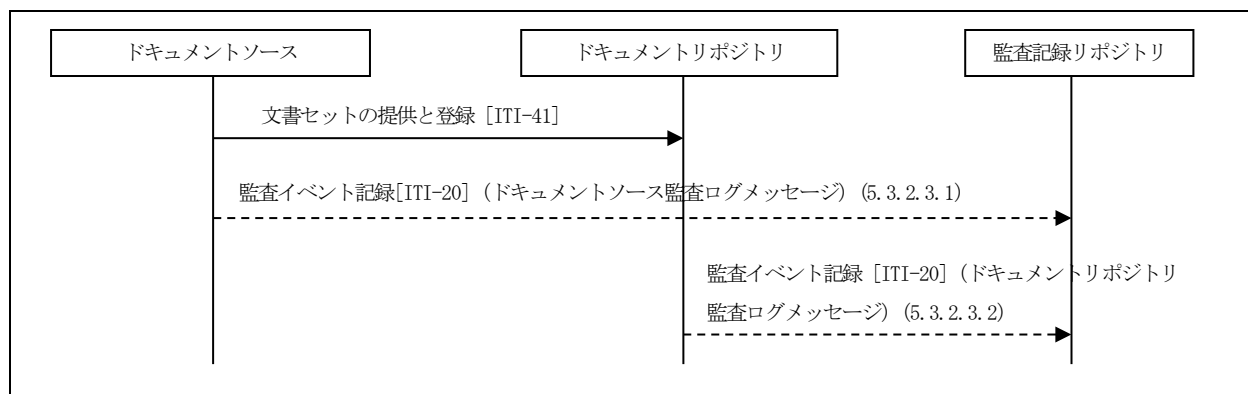 ドキュメントソース
ドキュメントリポジトリ
監査記録リポジトリ
文書セットの提供と登録 [ITI-41]
監査イベント記録[ITI-20] (ドキュメントソース監査ログメッセージ) (5.3.2.3.1)
監査イベント記録 [ITI-20] (ドキュメントリポジトリ
監査ログメッセージ) (5.3.2.3.2)